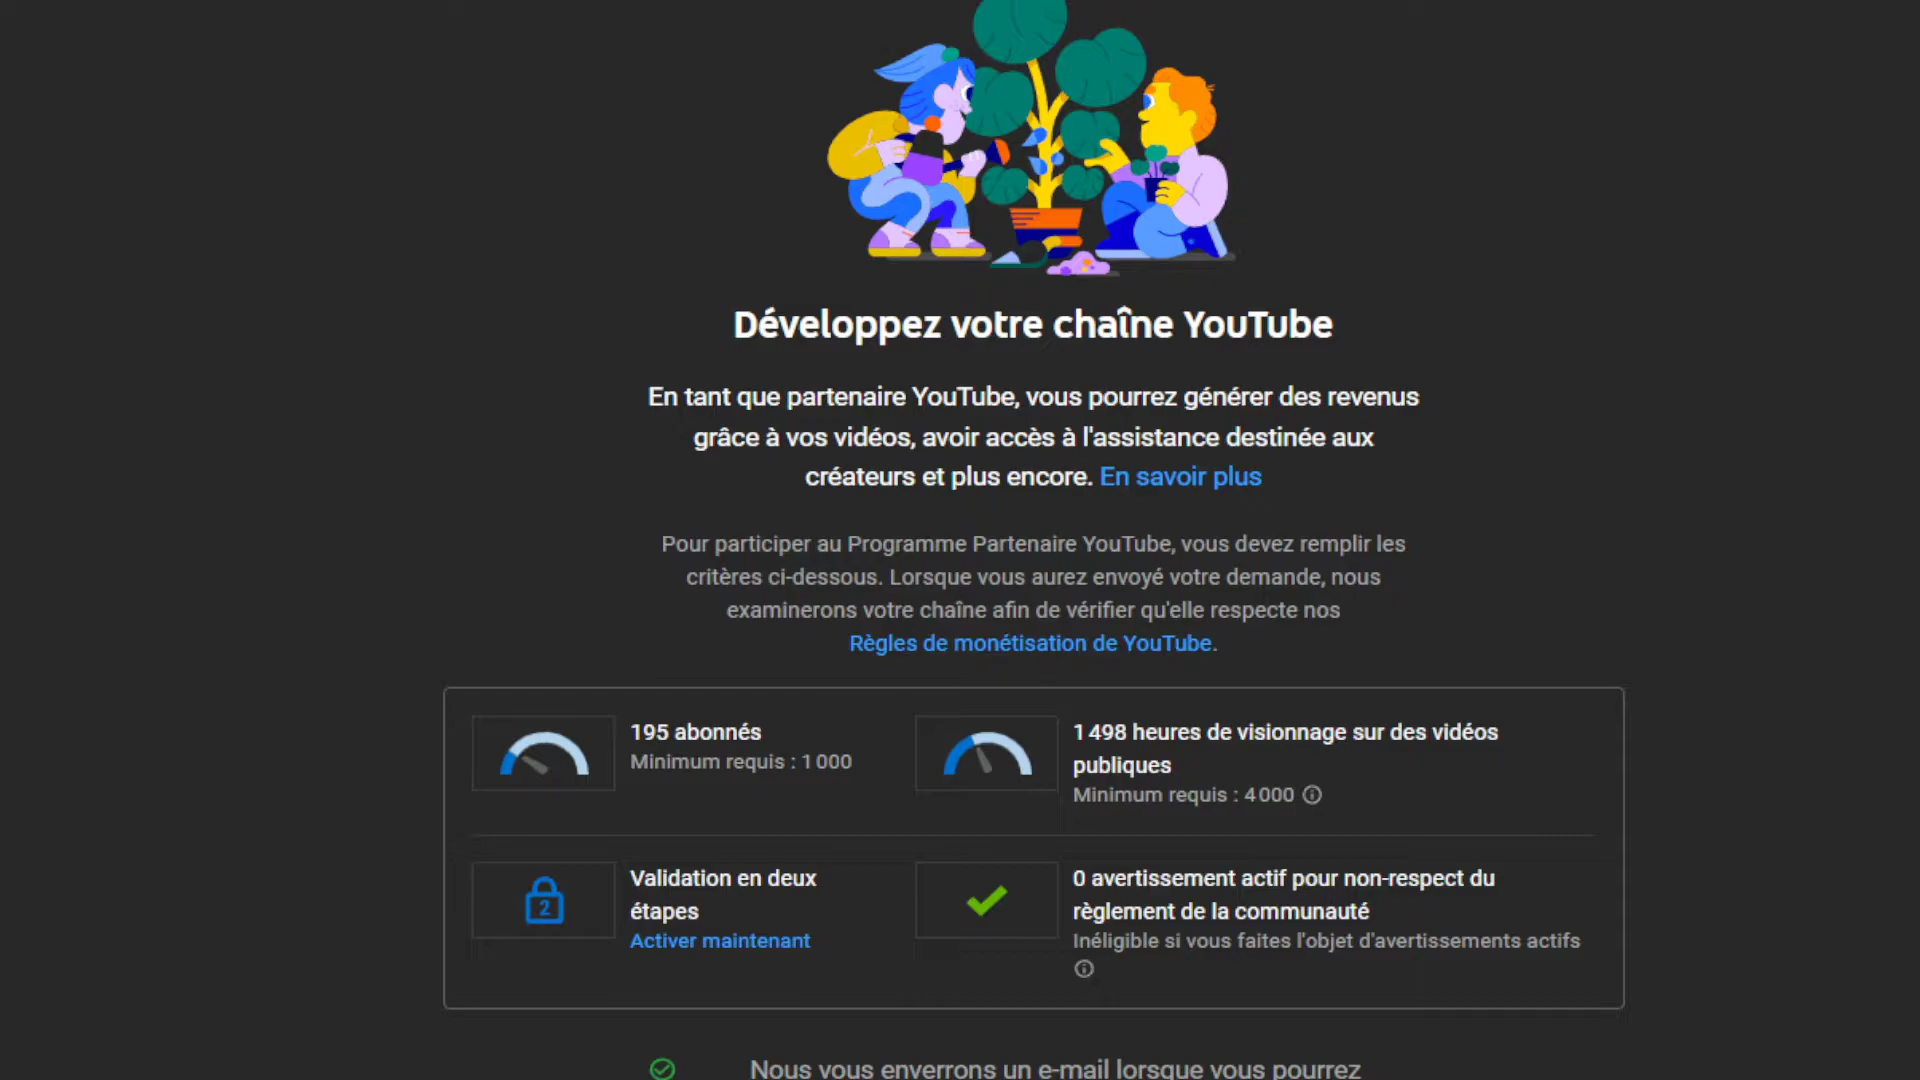 Développez votre chaîne YouTube
En tant que partenaire YouTube, vous pourrez générer des revenus
grâce à vos vidéos, avoir accès à l'assistance destinée aux
créateurs et plus encore. En savoir plus
Pour participer au Programme Partenaire YouTube, vous devez remplir les
critères ci-dessous. Lorsque vous aurez envoyé votre demande, nous
examinerons votre chaîne afin de vérifier qu'elle respecte nos
Règles de monétisation de YouTube.
195 abonnés
Minimum requis : 1 000
1 498 heures de visionnage sur des vidéos
publiques
Minimum requis : 4 000
2
Validation en deux
étapes
Activer maintenant
0 avertissement actif pour non-respect du
règlement de la communauté
Inéligible si vous faites l'objet d'avertissements actifs
Nous vous enverrons un e-mail lorsque vous pourrez